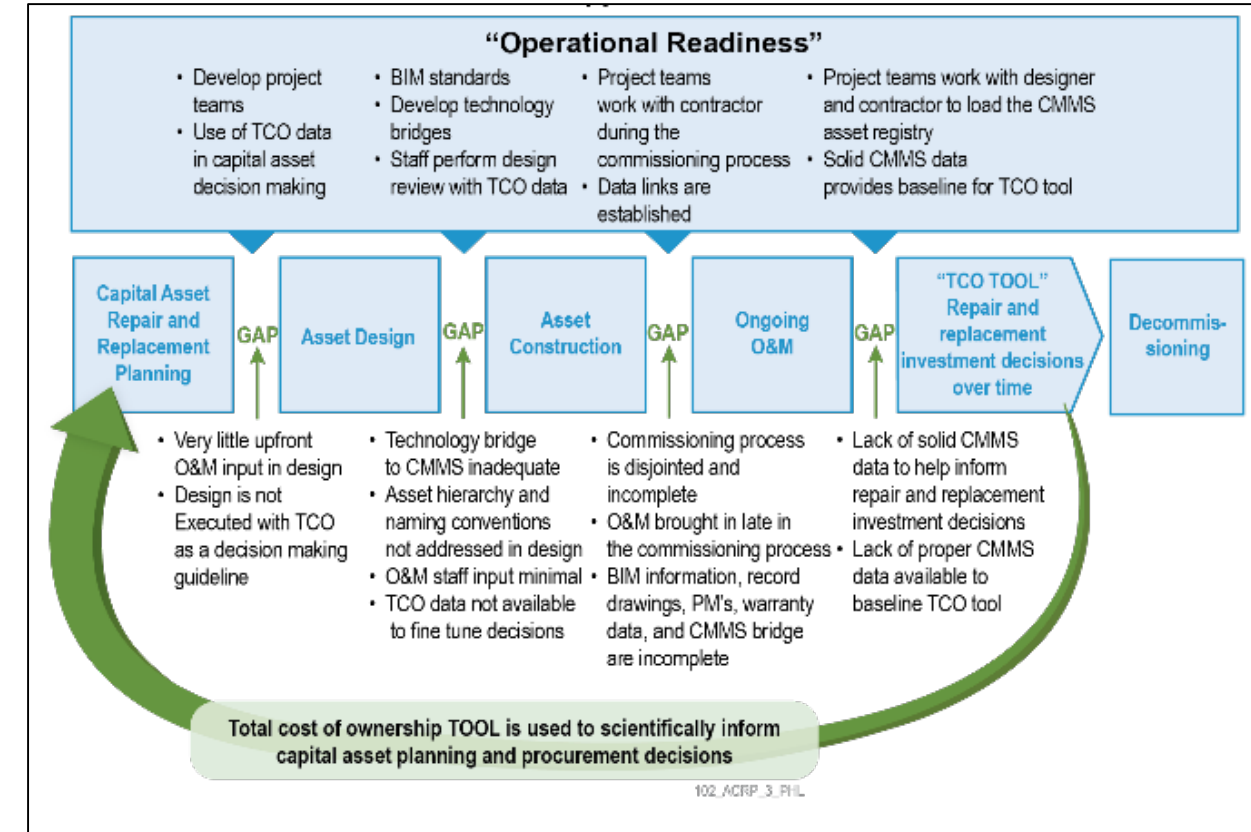 “Operational Readiness”
• Develop project
teams
• Use of TCO data
in capital asset
decision making
• BIM standards
• Develop technology
bridges
• Staff perform design
review with TCO data
• Project teams
work with contractor
during the
commissioning process
• Data links are
established
• Project teams work with designer
and contractor to load the CMMS
asset registry
• Solid CMMS data
provides baseline for TCO tool
Capital Asset
Repair and
Replacement
Planning
GAP
Asset Design
GAP
Asset
Construction
GAP
Ongoing
O&M
GAP
“TCO TOOL”
Repair and
replacement
investment decisions
over time
Decommis-
sioning
• Very little upfront
O&M input in design
• Design is not
Executed with TCO
as a decision making
guideline
• Technology bridge
to CMMS inadequate
• Asset hierarchy and
naming conventions
not addressed in design
• O&M staff input minimal
• TCO data not available
to fine tune decisions
• Commissioning process
is disjointed and
incomplete
• O&M brought in late in
the commissioning process
• BIM information, record
drawings, PM's, warranty
data, and CMMS bridge
are incomplete
• Lack of solid CMMS
data to help inform
repair and replacement
investment decisions
• Lack of proper CMMS
data available to
baseline TCO tool
Total cost of ownership TOOL is used to scientifically inform
capital asset planning and procurement decisions
102_ACRP_3_PHL